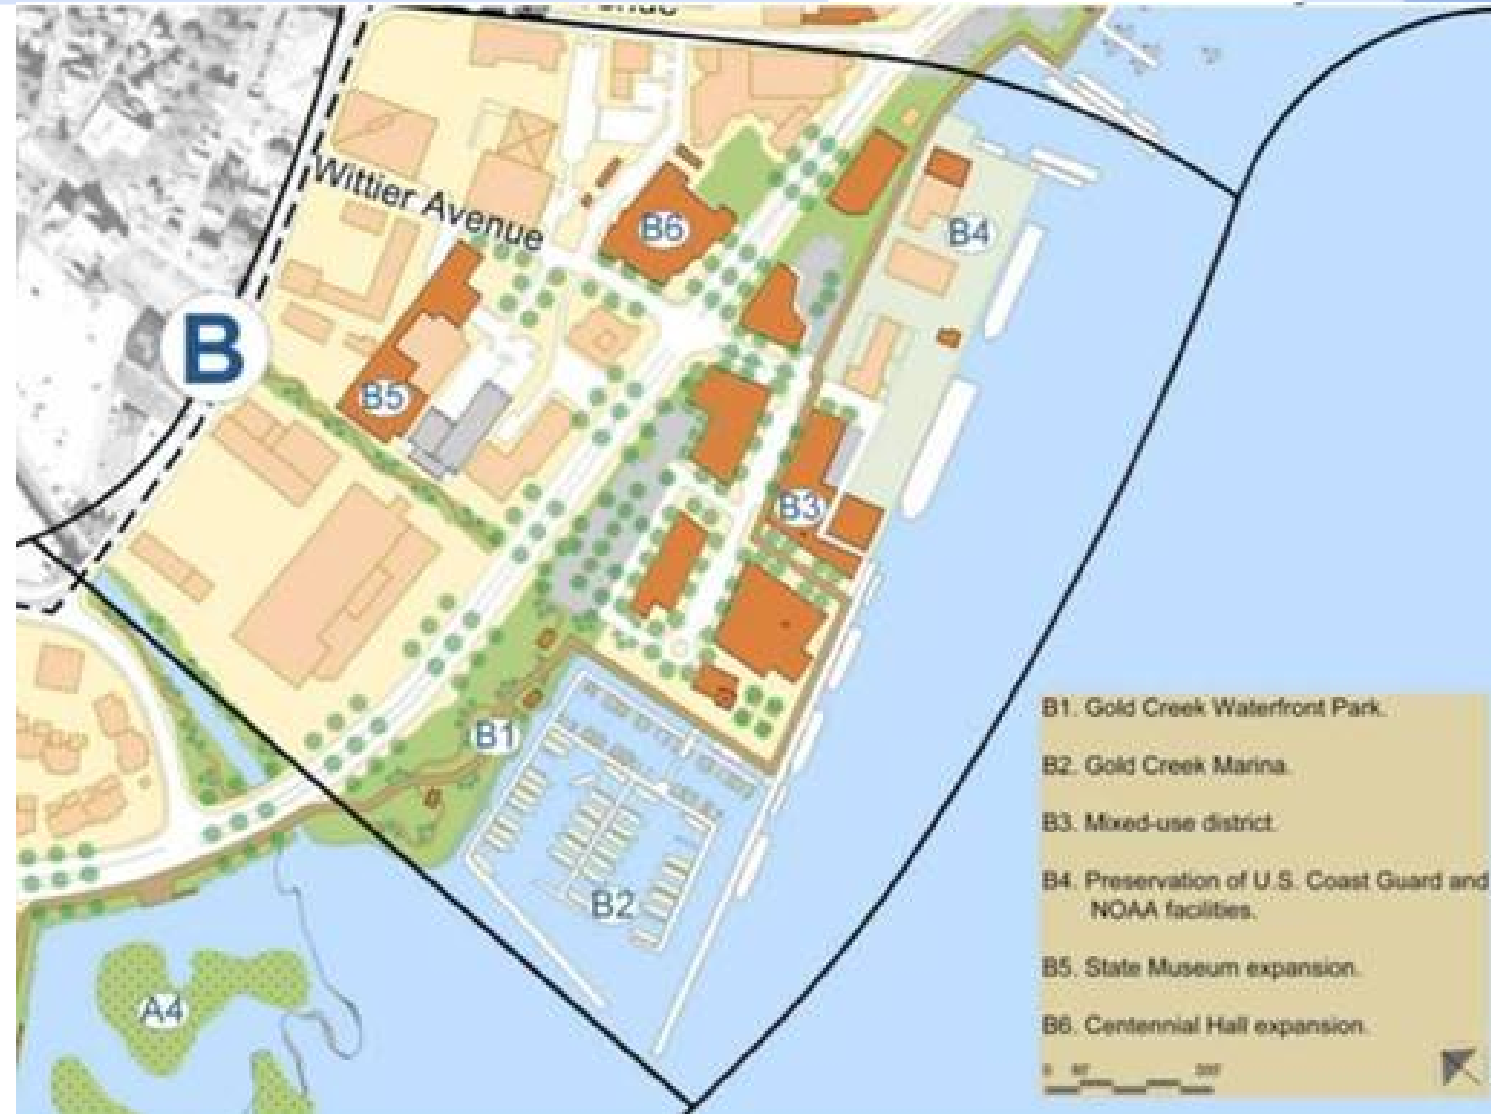 Wittier Avenue
B6
B4
B
B5
B3
B1
B2
A4
B1. Gold Creek Waterfront Park.
B2. Gold Creek Marina.
B3. Mixed-use district.
B4. Preservation of U.S. Coast Guard and
NOAA facilities.
B5. State Museum expansion.
B6. Centennial Hall expansion.
0